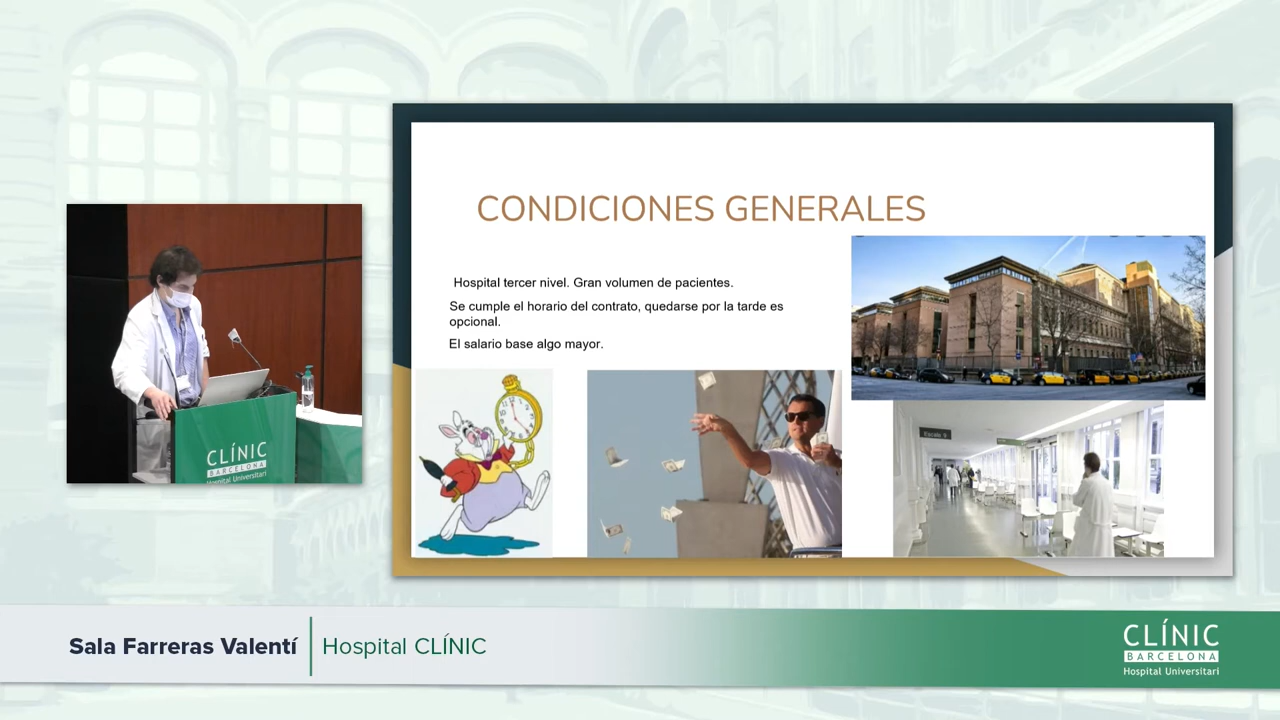 CONDICIONES GENERALES
Hospital tercer nivel. Gran volumen de pacientes.
Se cumple el horario del contrato, quedarse por la tarde es
opcional.
El salario base algo mayor.
Escala 9
CLÍNIC
BARCELONA
Hospital Universitari
Sala Farreras Valentí
Hospital CLÍNIC
CLÍNIC
BARCELONA
Hospital Universitari